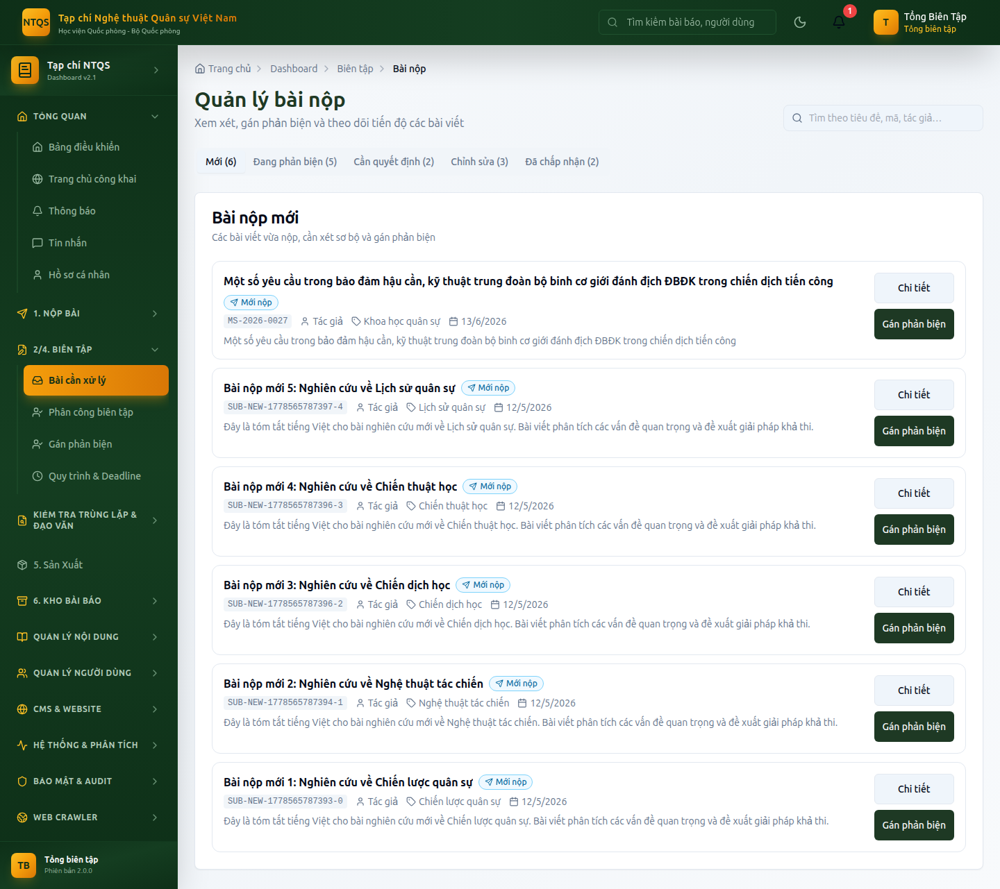 NTQS
Tạp chí Nghệ thuật Quân sự Việt Nam
Học viện Quốc phòng - Bộ Quốc phòng
Tìm kiếm bài báo, người dùng
1
T
Tổng Biên Tập
Tổng biên tập
Tạp chí NTQS
Dashboard v2.1
TỔNG QUAN
Bảng điều khiển
Trang chủ công khai
Thông báo
Tin nhắn
Hồ sơ cá nhân
1. NỘP BÀI
2/4. BIÊN TẬP
Bài cần xử lý
Phân công biên tập
Gán phản biện
Quy trình & Deadline
KIỂM TRA TRÙNG LẶP &
ĐẠO VĂN
5. Sản Xuất
6. KHO BÀI BÁO
QUẢN LÝ NỘI DUNG
QUẢN LÝ NGƯỜI DÙNG
CMS & WEBSITE
HỆ THỐNG & PHÂN TÍCH
BẢO MẬT & AUDIT
WEB CRAWLER
TB
Tổng biên tập
Phiên bản 2.0.0
Trang chủ
Dashboard
Biên tập
Bài nộp
Quản lý bài nộp
Xem xét, gán phản biện và theo dõi tiến độ các bài viết
Tìm theo tiêu đề, mã, tác giả...
Mới (6)
Đang phản biện (5)
Cần quyết định (2)
Chỉnh sửa (3)
Đã chấp nhận (2)
Bài nộp mới
Các bài viết vừa nộp, cần xét sơ bộ và gán phản biện
Một số yêu cầu trong bảo đảm hậu cần, kỹ thuật trung đoàn bộ binh cơ giới đánh địch ĐBĐK trong chiến dịch tiến công
Mới nộp
MS-2026-0027 Tác giả Khoa học quân sự 13/6/2026
Một số yêu cầu trong bảo đảm hậu cần, kỹ thuật trung đoàn bộ binh cơ giới đánh địch ĐBĐK trong chiến dịch tiến công
Chi tiết
Gán phản biện
Bài nộp mới 5: Nghiên cứu về Lịch sử quân sự Mới nộp
SUB-NEW-1778565787397-4 Tác giả Lịch sử quân sự 12/5/2026
Đây là tóm tắt tiếng Việt cho bài nghiên cứu mới về Lịch sử quân sự. Bài viết phân tích các vấn đề quan trọng và đề xuất giải pháp khả thi.
Chi tiết
Gán phản biện
Bài nộp mới 4: Nghiên cứu về Chiến thuật học Mới nộp
SUB-NEW-1778565787396-3 Tác giả Chiến thuật học 12/5/2026
Đây là tóm tắt tiếng Việt cho bài nghiên cứu mới về Chiến thuật học. Bài viết phân tích các vấn đề quan trọng và đề xuất giải pháp khả thi.
Chi tiết
Gán phản biện
Bài nộp mới 3: Nghiên cứu về Chiến dịch học Mới nộp
SUB-NEW-1778565787396-2 Tác giả Chiến dịch học 12/5/2026
Đây là tóm tắt tiếng Việt cho bài nghiên cứu mới về Chiến dịch học. Bài viết phân tích các vấn đề quan trọng và đề xuất giải pháp khả thi.
Chi tiết
Gán phản biện
Bài nộp mới 2: Nghiên cứu về Nghệ thuật tác chiến Mới nộp
SUB-NEW-1778565787394-1 Tác giả Nghệ thuật tác chiến 12/5/2026
Đây là tóm tắt tiếng Việt cho bài nghiên cứu mới về Nghệ thuật tác chiến. Bài viết phân tích các vấn đề quan trọng và đề xuất giải pháp khả thi.
Chi tiết
Gán phản biện
Bài nộp mới 1: Nghiên cứu về Chiến lược quân sự Mới nộp
SUB-NEW-1778565787393-0 Tác giả Chiến lược quân sự 12/5/2026
Đây là tóm tắt tiếng Việt cho bài nghiên cứu mới về Chiến lược quân sự. Bài viết phân tích các vấn đề quan trọng và đề xuất giải pháp khả thi.
Chi tiết
Gán phản biện